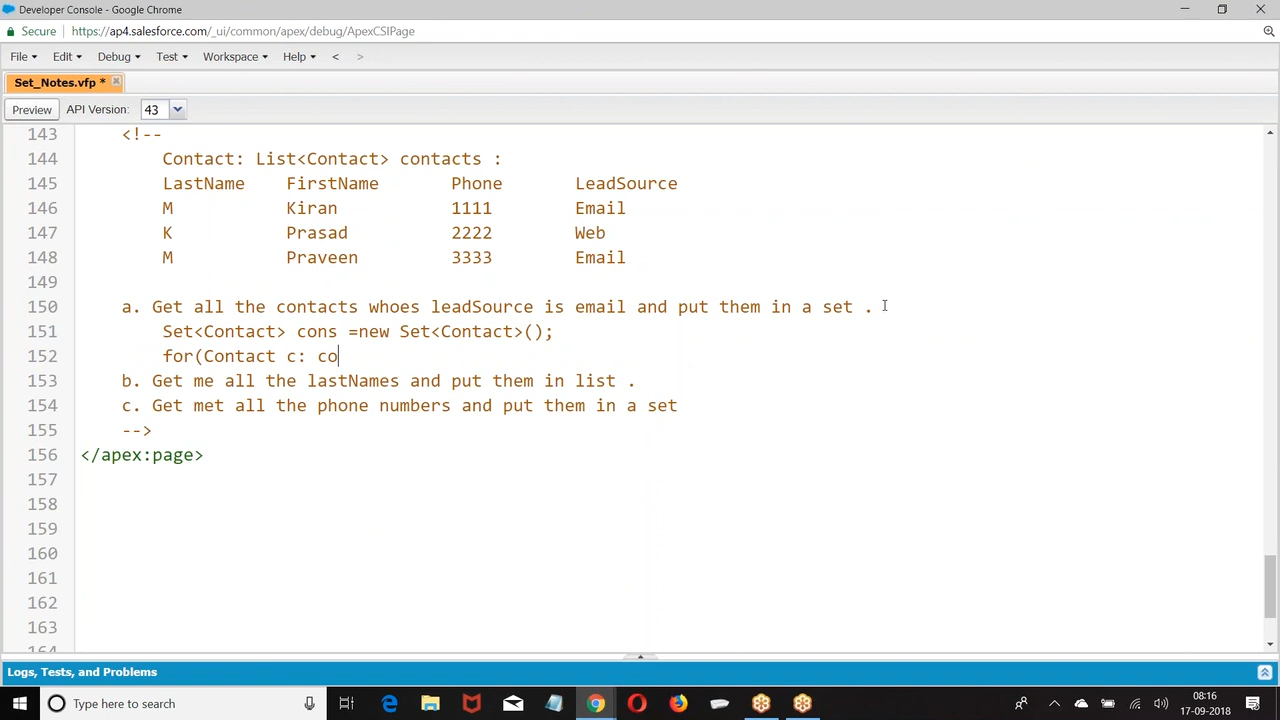 Developer Console - Google Chrome
Secure https://ap4.salesforce.com/_ui/common/apex/debug/ApexCSIPage
File Edit Debug Test Workspace Help < >
Set_Notes.vfp *
Preview API Version: 43
143 <!--
144 Contact: List<Contact> contacts :
145 LastName FirstName Phone LeadSource
146 M Kiran 1111 Email
147 K Prasad 2222 Web
148 M Praveen 3333 Email
149
150 a. Get all the contacts whoes leadSource is email and put them in a set .
151 Set<Contact> cons =new Set<Contact>();
152 for(Contact c: co
153 b. Get me all the lastNames and put them in list .
154 c. Get met all the phone numbers and put them in a set
155 -->
156 </apex:page>
157
158
159
160
161
162
163
164
Logs, Tests, and Problems
Type here to search
08:16
17-09-2018